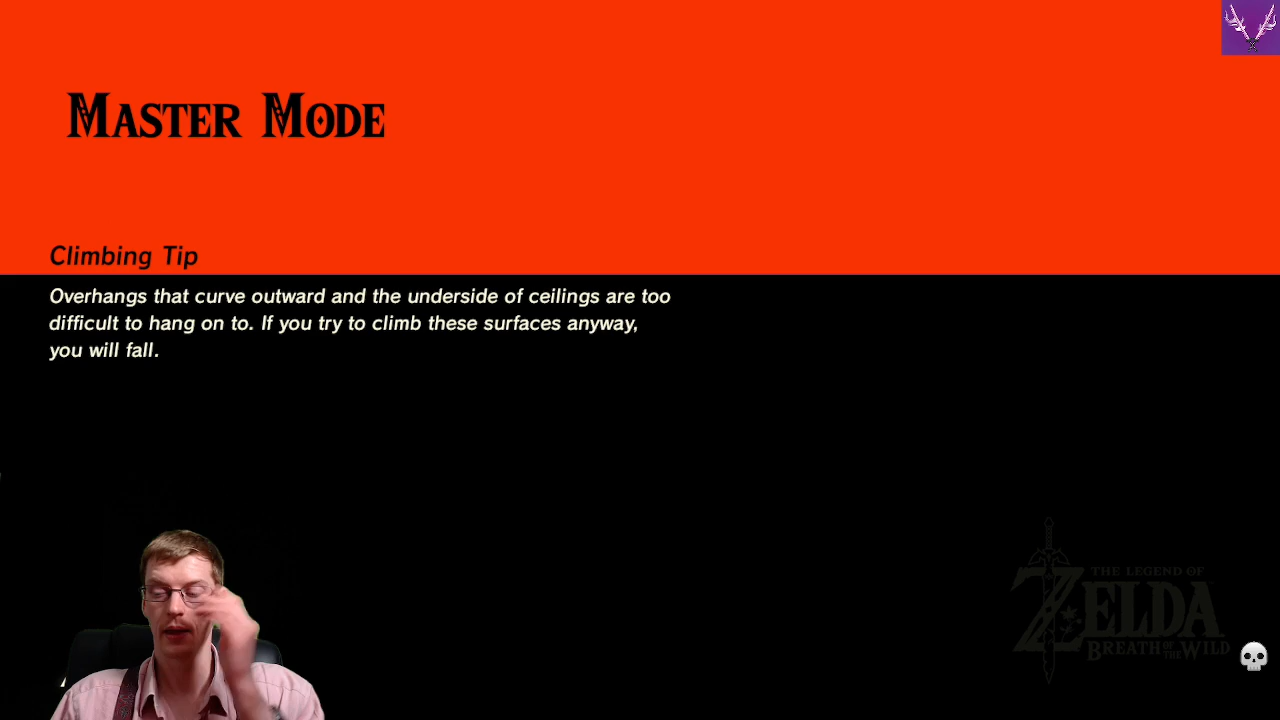 Master Mode
Climbing Tip
Overhangs that curve outward and the underside of ceilings are too
difficult to hang on to. If you try to climb these surfaces anyway,
you will fall.
THE LEGEND OF
ZELDA
BREATH OF THE WILD